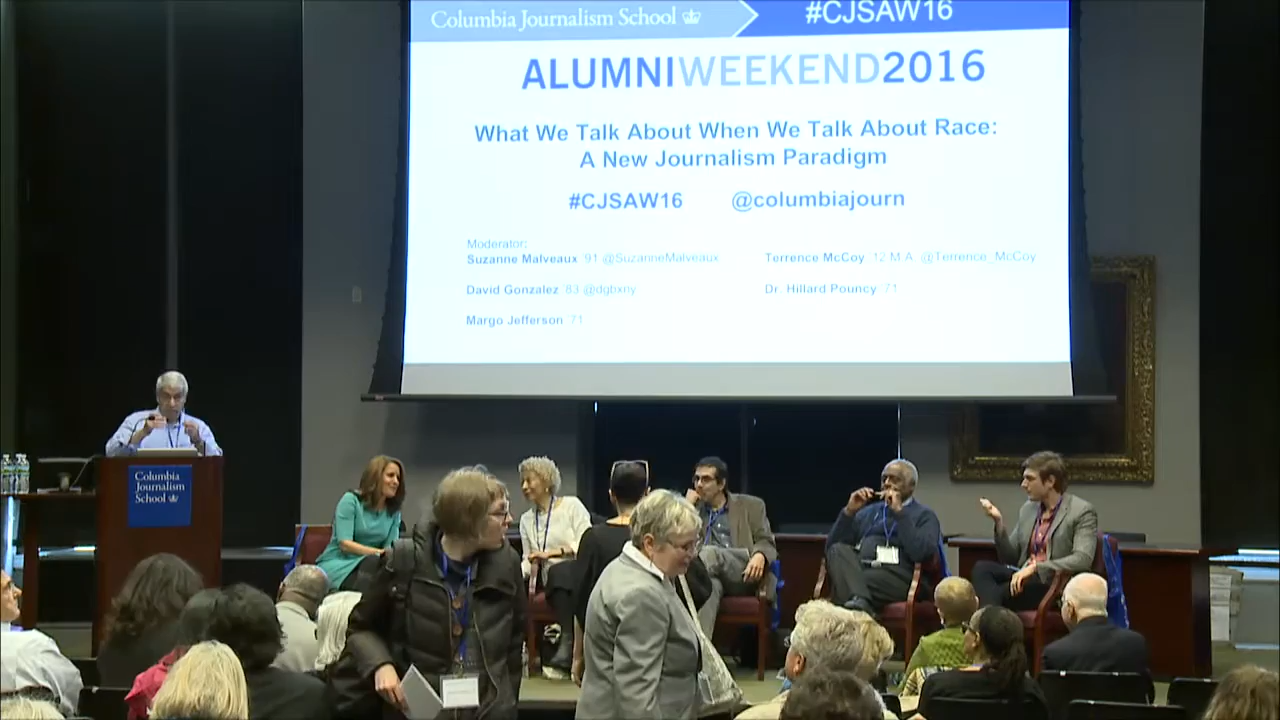 Columbia Journalism School
#CJSAW16
ALUMNIWEEKEND2016
What We Talk About When We Talk About Race:
A New Journalism Paradigm
#CJSAW16 @columbiajourn
Moderator:
Suzanne Malveaux '91 @SuzanneMalveaux
Terrence McCoy '12 M.A. @Terrence_McCoy
David Gonzalez '83 @dgbxny
Dr. Hillard Pouncy '71
Margo Jefferson '71
Columbia
Journalism
School